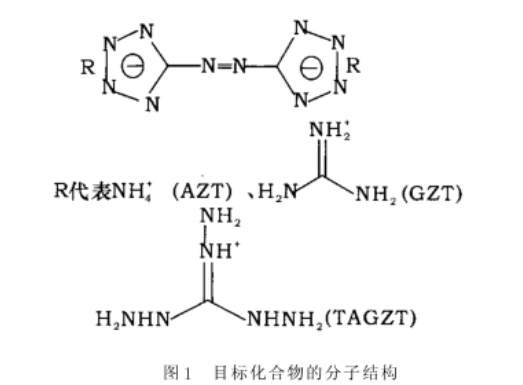 N N N N R N N N=N N N R N N
NH₂⁺
R代表NH₄⁺ (AZT)、H₂N NH₂(GZT)
NH₂
NH⁺
H₂NHN NHNH₂(TAGZT)
图1 目标化合物的分子结构